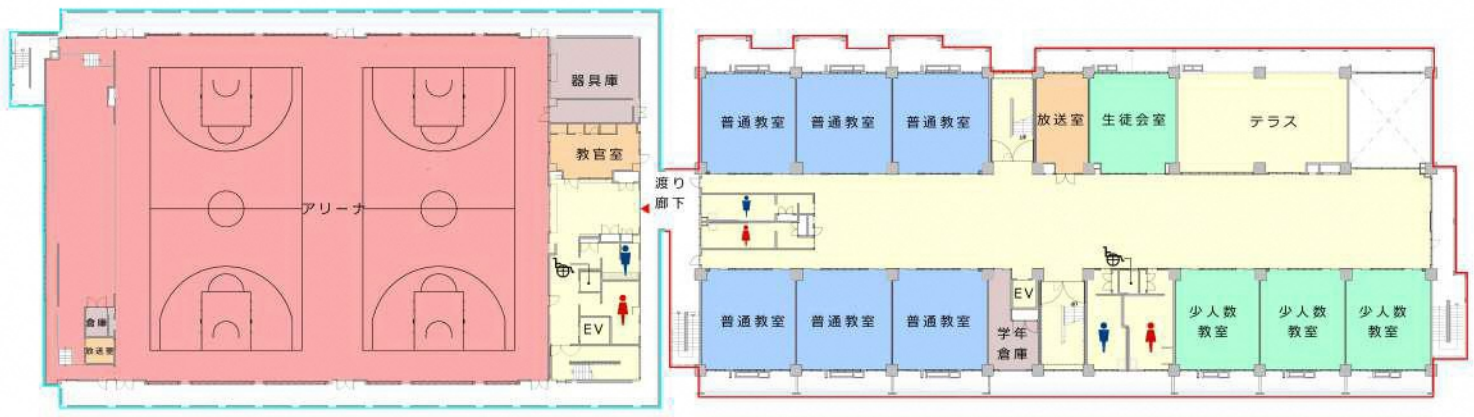 器具庫
教官室
アリーナ
倉庫
放送室
EV
渡り
廊下
普通教室
普通教室
普通教室
放送室
生徒会室
テラス
普通教室
普通教室
普通教室
学年
倉庫
EV
少人数
教室
少人数
教室
少人数
教室